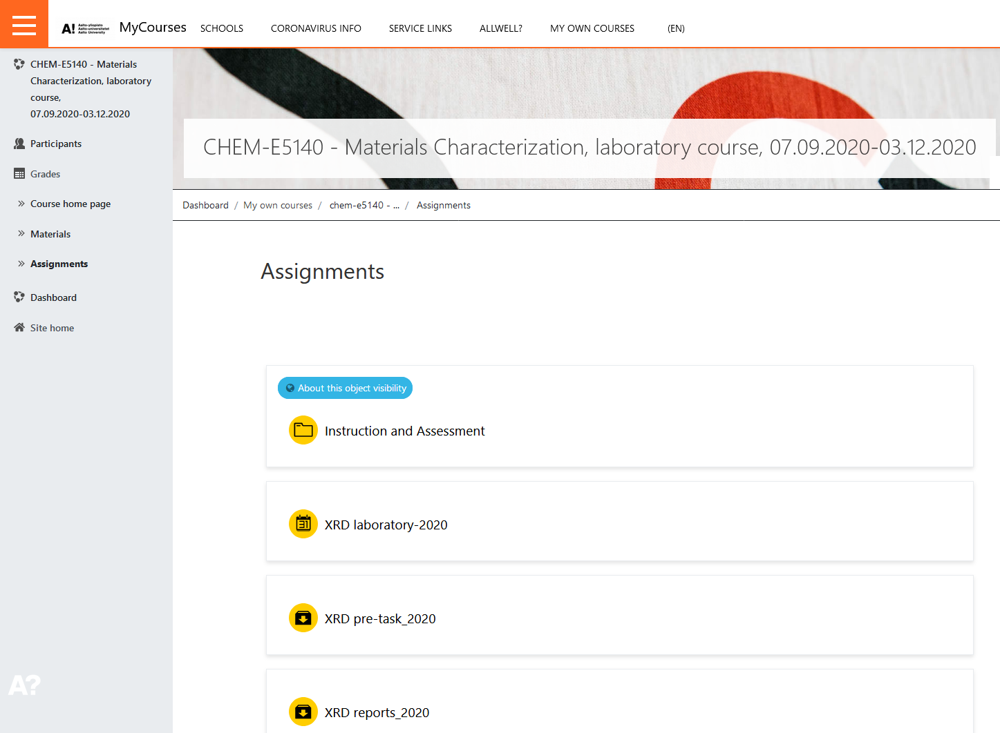 Aalto-yliopisto
Aalto-universitetet
Aalto University
A!
MyCourses
SCHOOLS
CORONAVIRUS INFO
SERVICE LINKS
ALLWELL?
MY OWN COURSES
(EN)
CHEM-E5140 - Materials
Characterization, laboratory
course,
07.09.2020-03.12.2020
Participants
Grades
Course home page
Materials
Assignments
Dashboard
Site home
A?
CHEM-E5140 - Materials Characterization, laboratory course, 07.09.2020-03.12.2020
Dashboard / My own courses / chem-e5140 - ... / Assignments
Assignments
About this object visibility
Instruction and Assessment
31
XRD laboratory-2020
XRD pre-task_2020
XRD reports_2020